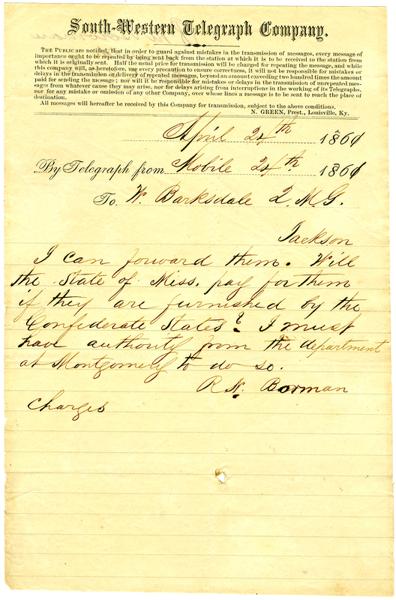 South-Western Telegraph Company.
THE PUBLIC are notified, that in order to guard against mistakes in the transmission of messages, every message of
importance ought to be repeated by being sent back from the station at which it is to be received to the station from
which it is originally sent. Half the usual price for transmission will be charged for repeating the message, and while
this company will, as heretofore, use every precaution to ensure correctness, it will not be responsible for mistakes or
delays in the transmission or delivery of repeated messages, beyond an amount exceeding two hundred times the amount
paid for sending the message; nor will it be responsible for mistakes or delays in the transmission of unrepeated mes-
sages from whatever cause they may arise, nor for delays arising from interruptions in the working of its Telegraphs,
nor for any mistake or omission of any other Company, over whose lines a message is to be sent to reach the place of
destination.
All messages will hereafter be received by this Company for transmission, subject to the above conditions.
N. GREEN, Prest., Louisville, Ky.
April 24th 1861
By Telegraph from Mobile 24th. 1861
To W. Barksdale Q.M.G.
Jackson
I can forward them. Will
the State of Miss. pay for them
if they are furnished by the
Confederate States? I must
have authority from the department
at Montgomery to do so.
Charges